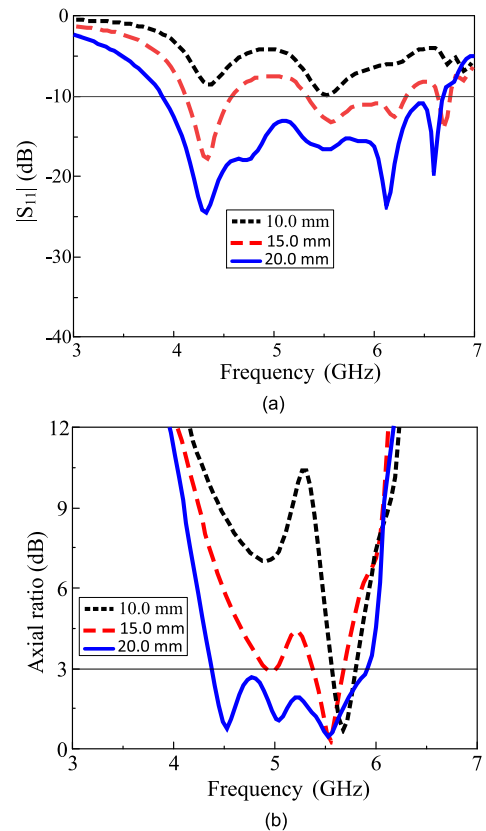 0
-10
-20
-30
-40
|S11| (dB)
10.0 mm
15.0 mm
20.0 mm
3 4 5 6 7
Frequency (GHz)
(a)
12
9
6
3
0
Axial ratio (dB)
10.0 mm
15.0 mm
20.0 mm
3 4 5 6 7
Frequency (GHz)
(b)